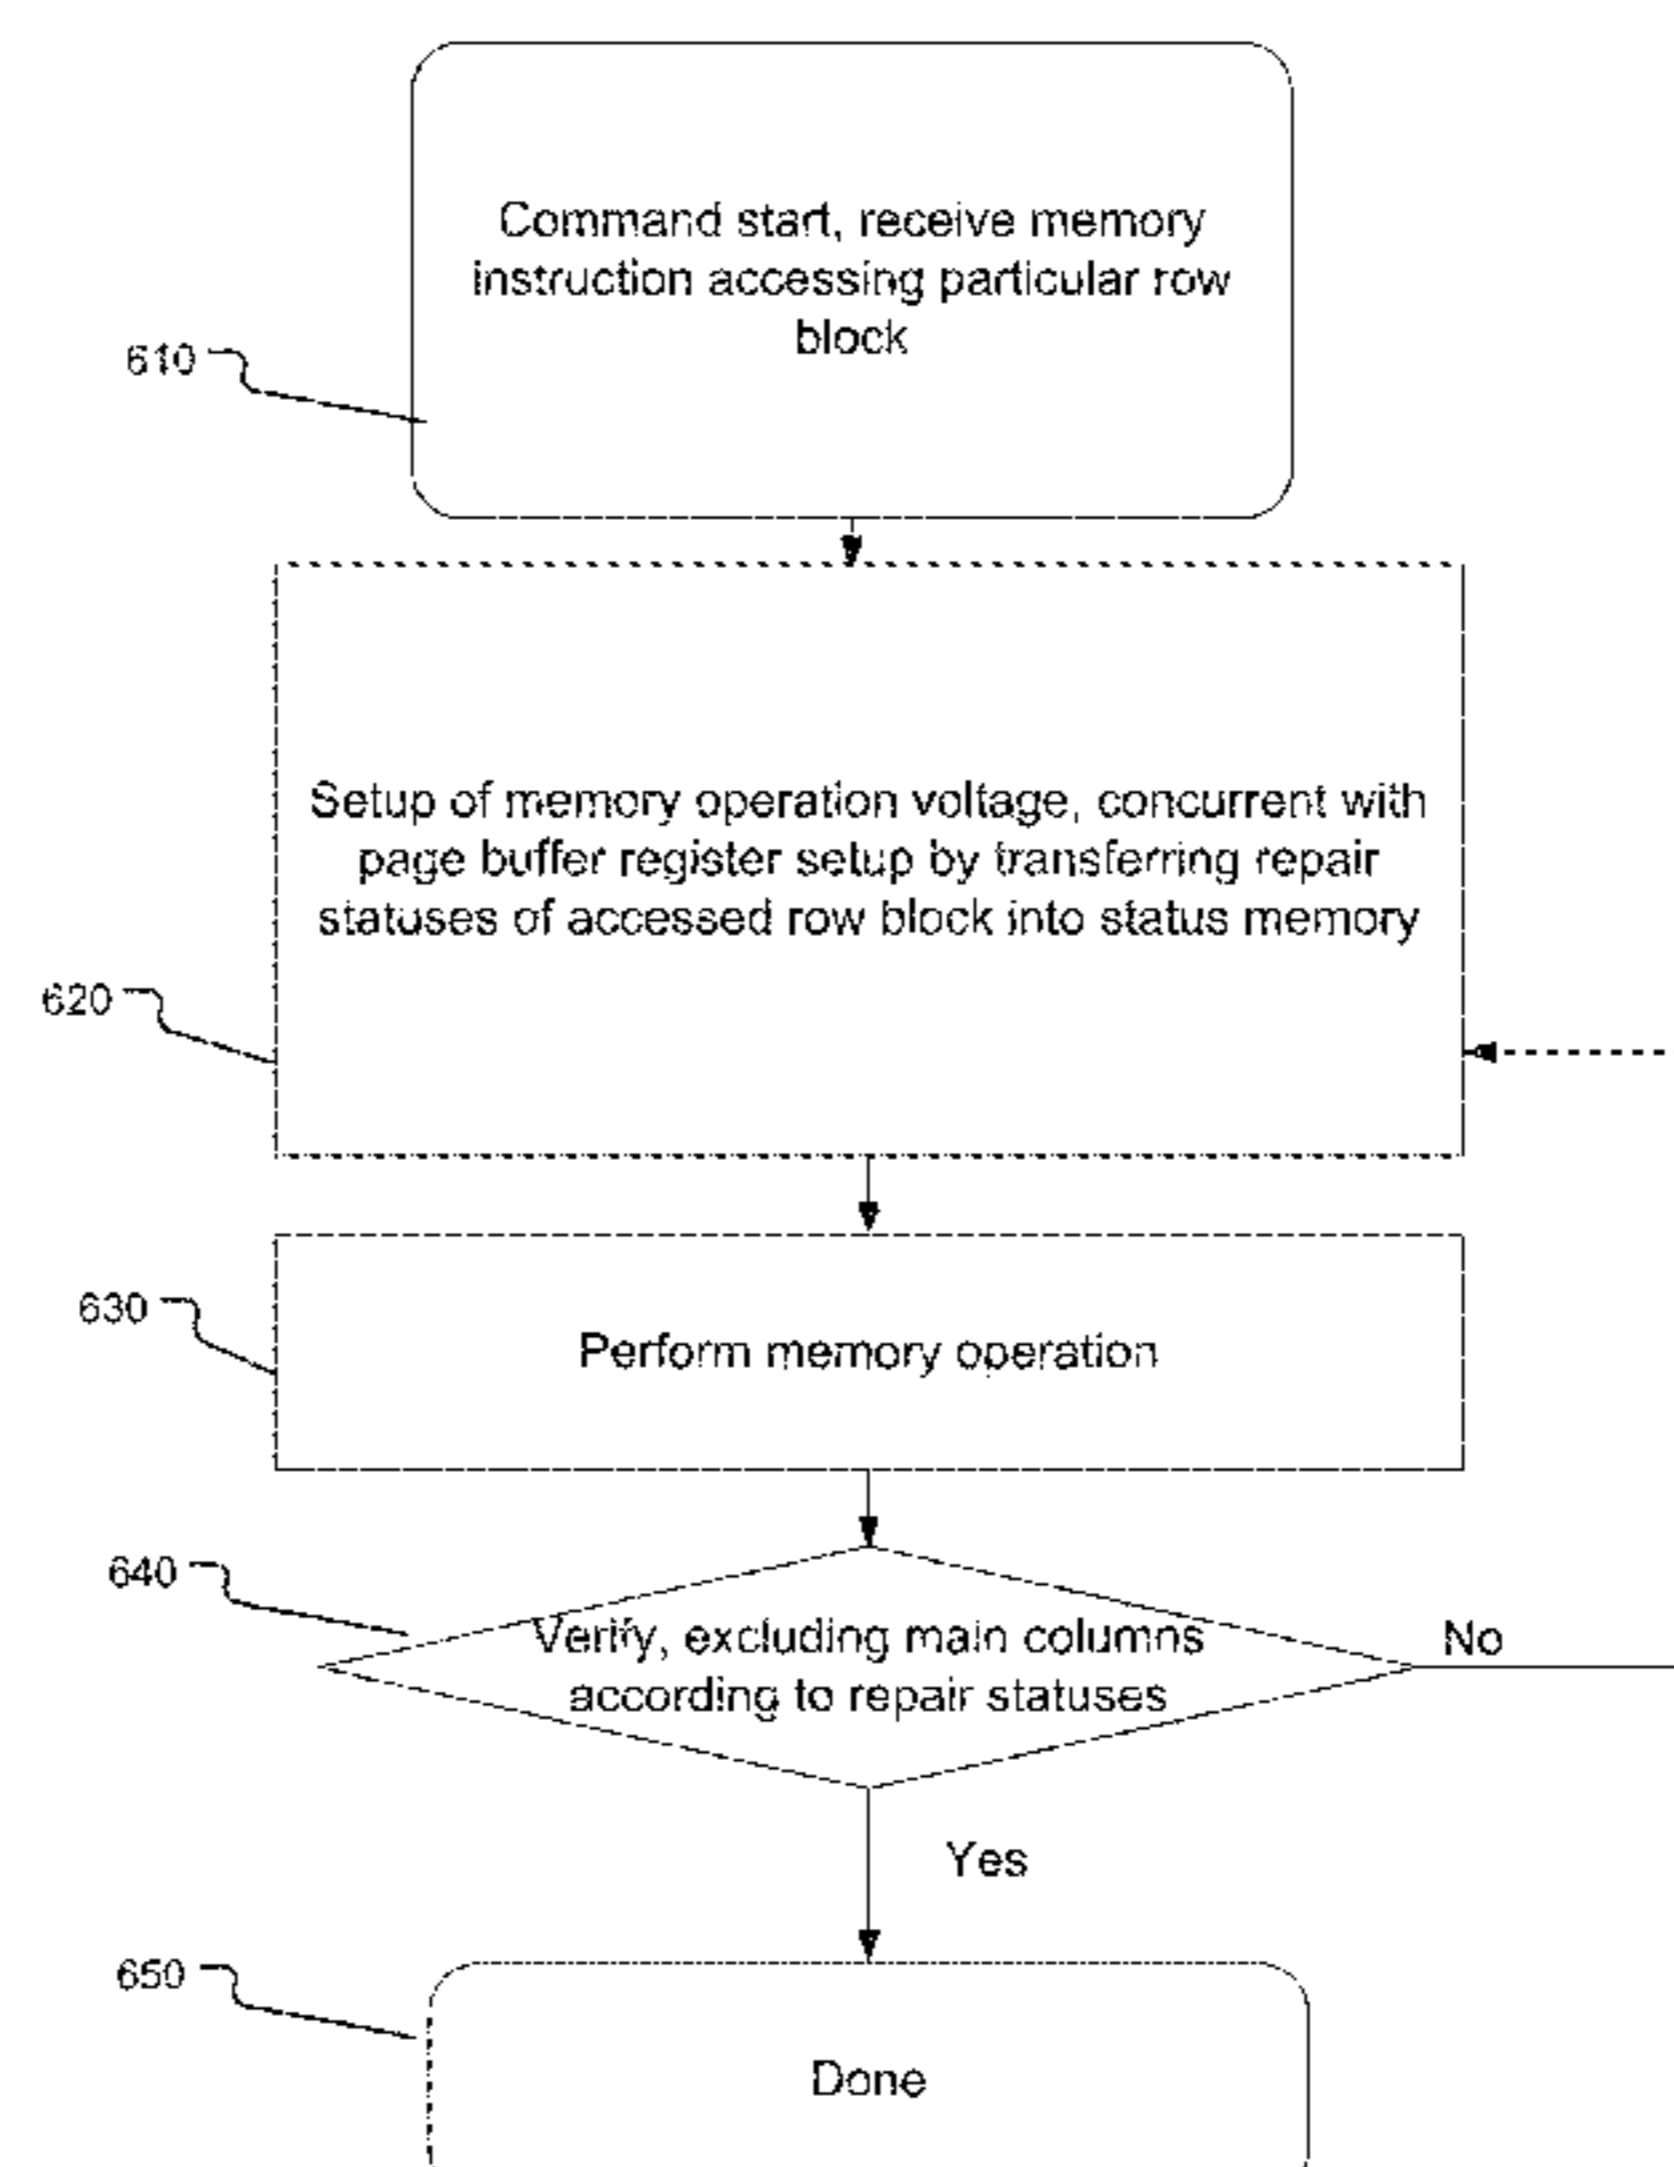 Command start, receive memory
instruction accessing particular row
block
610
Setup of memory operation voltage, concurrent with
page buffer register setup by transferring repair
statuses of accessed row block into status memory
620
630
Perform memory operation
640
Verify, excluding main columns
according to repair statuses
No
Yes
650
Done